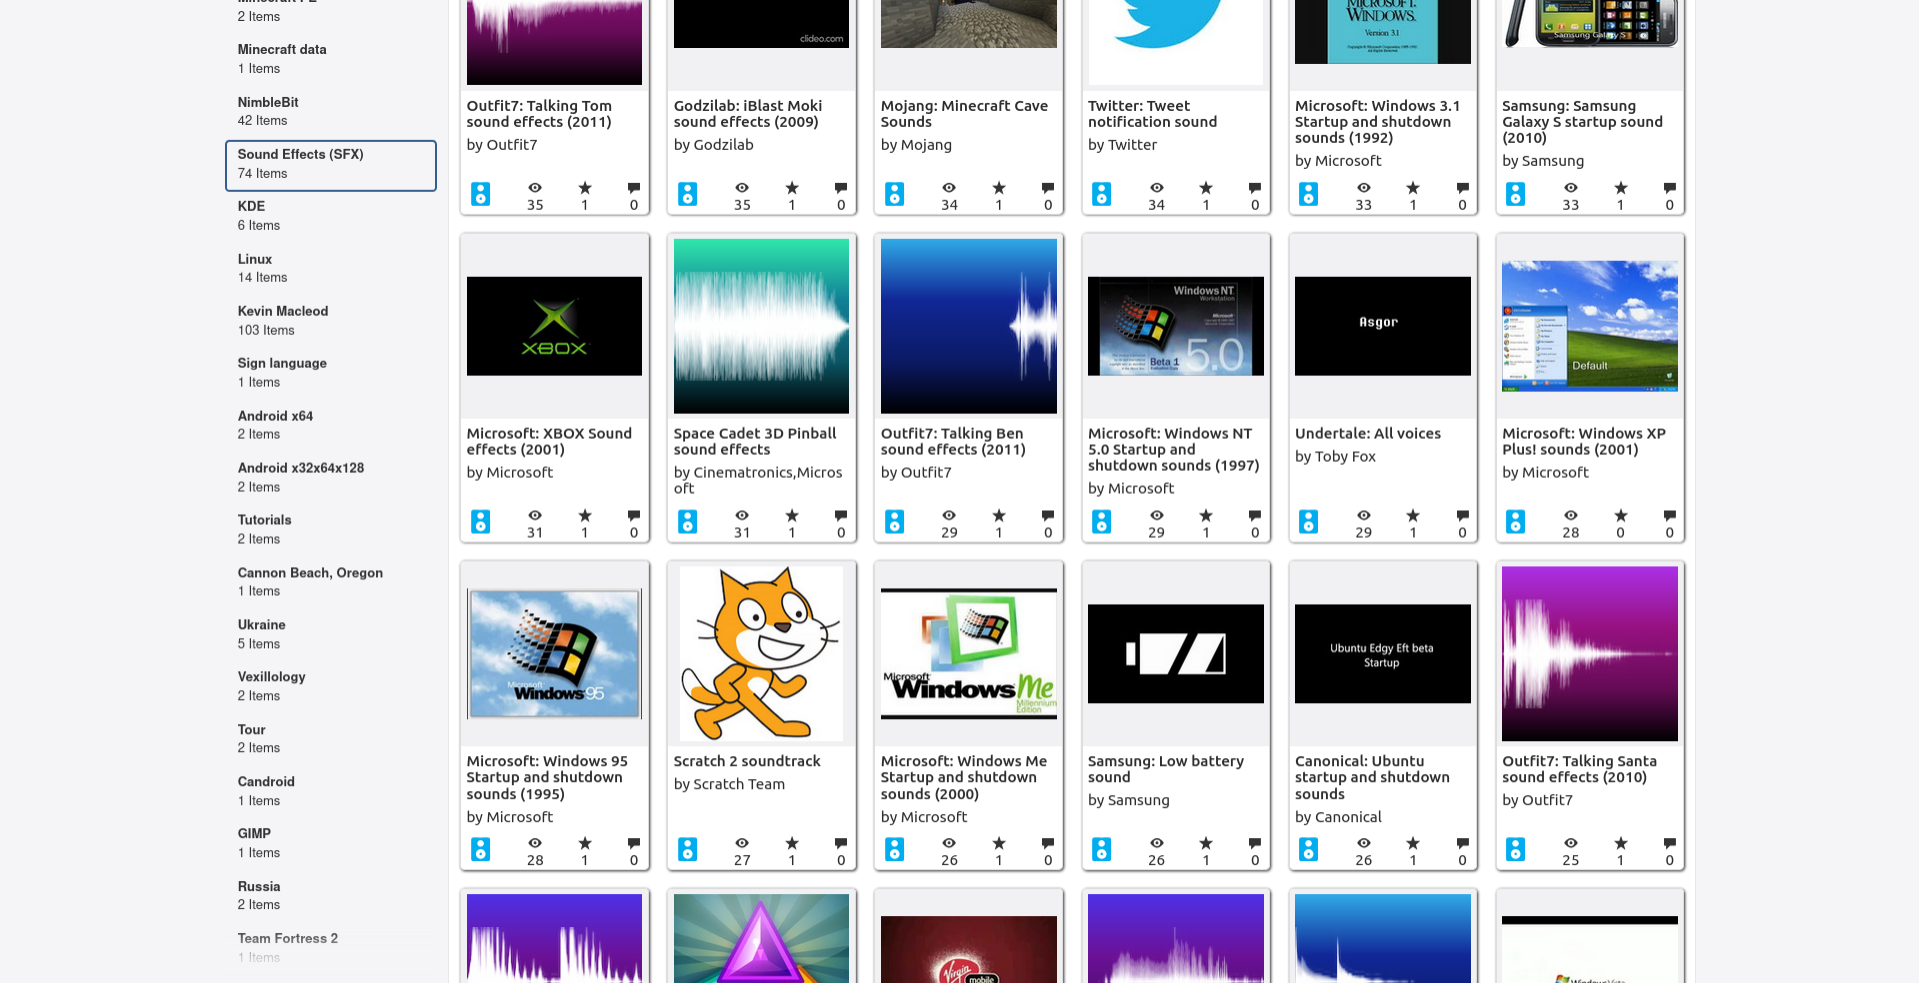 2 Items
Minecraft data
1 Items
NimbleBit
42 Items
Sound Effects (SFX)
74 Items
KDE
6 Items
Linux
14 Items
Kevin Macleod
103 Items
Sign language
1 Items
Android x64
2 Items
Android x32x64x128
2 Items
Tutorials
2 Items
Cannon Beach, Oregon
1 Items
Ukraine
5 Items
Vexillology
2 Items
Tour
2 Items
Candroid
1 Items
GIMP
1 Items
Russia
2 Items
Team Fortress 2
1 Items
Outfit7: Talking Tom
sound effects (2011)
by Outfit7
35 1 0
clideo.com
Godzilab: iBlast Moki
sound effects (2009)
by Godzilab
35 1 0
Mojang: Minecraft Cave
Sounds
by Mojang
34 1 0
Twitter: Tweet
notification sound
by Twitter
34 1 0
MICROSOFT.
WINDOWS.
Version 3.1
Microsoft: Windows 3.1
Startup and shutdown
sounds (1992)
by Microsoft
33 1 0
Samsung Galaxy S
Samsung: Samsung
Galaxy S startup sound
(2010)
by Samsung
33 1 0
XBOX
Microsoft: XBOX Sound
effects (2001)
by Microsoft
31 1 0
Space Cadet 3D Pinball
sound effects
by Cinematronics,Micros
oft
31 1 0
Outfit7: Talking Ben
sound effects (2011)
by Outfit7
29 1 0
Windows NT
Workstation
Microsoft
Beta 1
5.0
Microsoft: Windows NT
5.0 Startup and
shutdown sounds (1997)
by Microsoft
29 1 0
Asgor
Undertale: All voices
by Toby Fox
29 1 0
Default
Microsoft: Windows XP
Plus! sounds (2001)
by Microsoft
28 0 0
Microsoft
Windows 95
Microsoft: Windows 95
Startup and shutdown
sounds (1995)
by Microsoft
28 1 0
Scratch 2 soundtrack
by Scratch Team
27 1 0
Microsoft
Windows Me
Millennium
Edition
Microsoft: Windows Me
Startup and shutdown
sounds (2000)
by Microsoft
26 1 0
Samsung: Low battery
sound
by Samsung
26 1 0
Ubuntu Edgy Eft beta
Startup
Canonical: Ubuntu
startup and shutdown
sounds
by Canonical
26 1 0
Outfit7: Talking Santa
sound effects (2010)
by Outfit7
25 1 0
Virgin
mobile